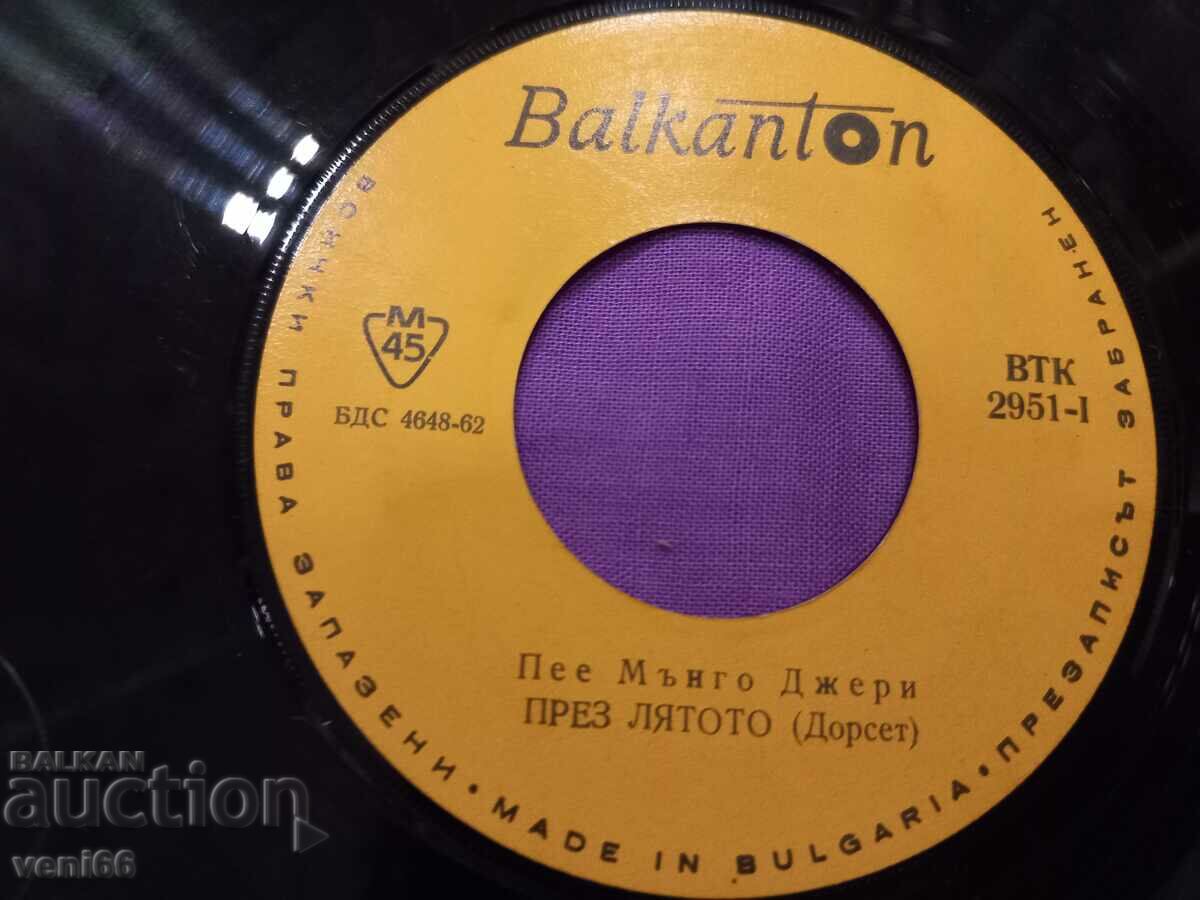 Balkanton
ВСИЧКИ ПРАВА ЗАПАЗЕНИ • MADE IN BULGARIA • ПРЕЗАПИСЪТ ЗАБРАНЕН
М
45
БДС 4648-62
ВТК
2951-I
Пее Мънго Джери
ПРЕЗ ЛЯТОТО (Дорсет)
BALKAN
auction
veni66